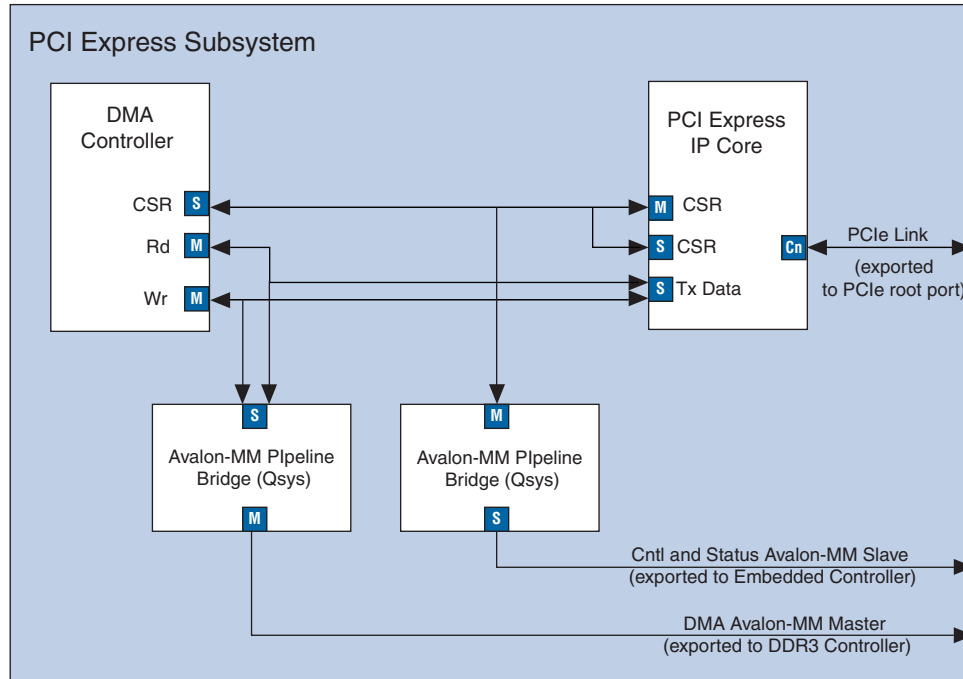 PCI Express Subsystem
DMA
Controller
CSR
S
Rd
M
Wr
M
PCI Express
IP Core
M
CSR
S
CSR
S
Tx Data
Cn
PCIe Link
(exported
to PCIe root port)
S
Avalon-MM PIpeline
Bridge (Qsys)
M
M
Avalon-MM PIpeline
Bridge (Qsys)
S
Cntl and Status Avalon-MM Slave
(exported to Embedded Controller)
DMA Avalon-MM Master
(exported to DDR3 Controller)